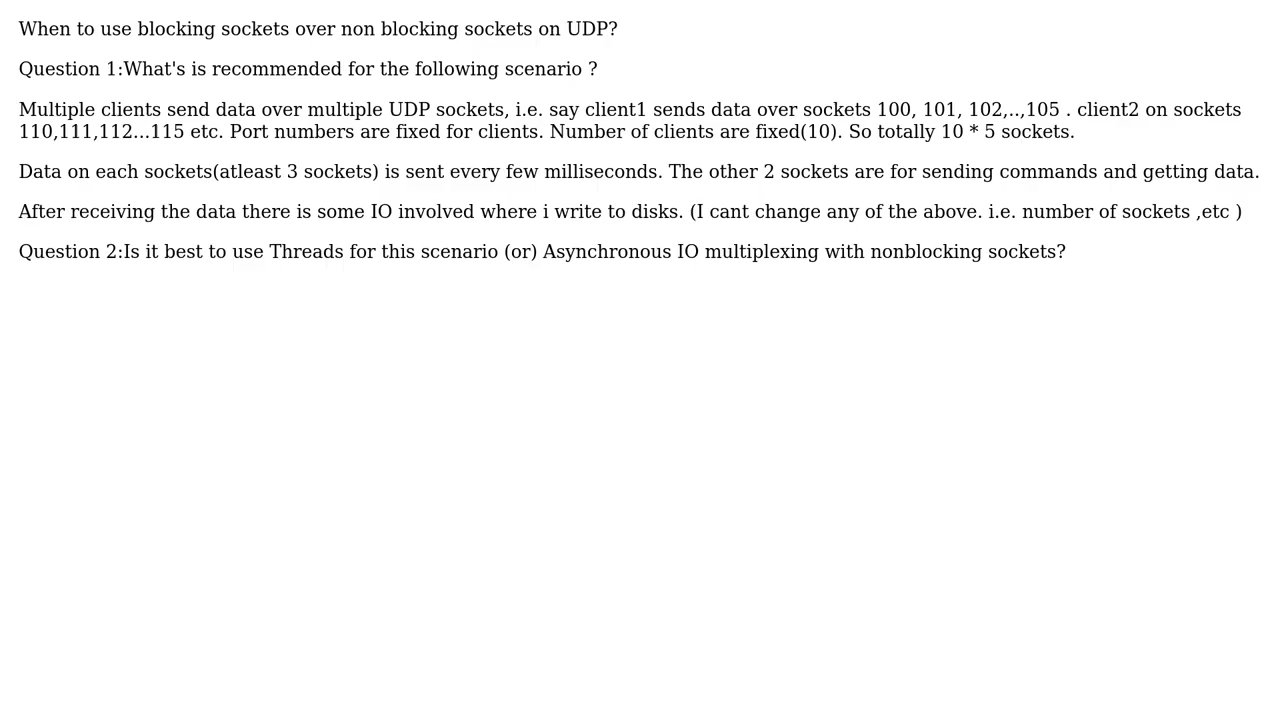 When to use blocking sockets over non blocking sockets on UDP?
Question 1:What's is recommended for the following scenario ?
Multiple clients send data over multiple UDP sockets, i.e. say client1 sends data over sockets 100, 101, 102,..,105 . client2 on sockets
110,111,112...115 etc. Port numbers are fixed for clients. Number of clients are fixed(10). So totally 10 * 5 sockets.
Data on each sockets(atleast 3 sockets) is sent every few milliseconds. The other 2 sockets are for sending commands and getting data.
After receiving the data there is some IO involved where i write to disks. (I cant change any of the above. i.e. number of sockets ,etc )
Question 2:Is it best to use Threads for this scenario (or) Asynchronous IO multiplexing with nonblocking sockets?